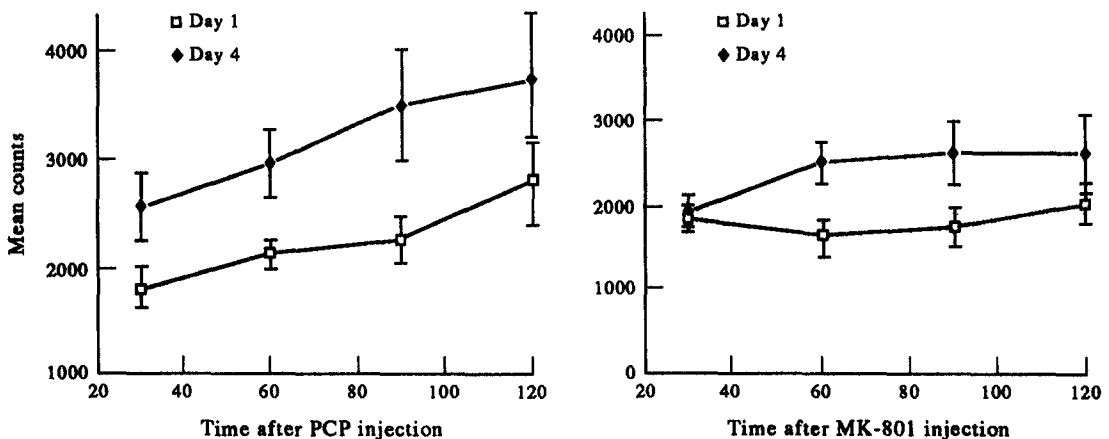 Day 1
Day 4
4000
3000
2000
1000
Mean counts
20 40 60 80 100 120
Time after PCP injection
Day 1
Day 4
4000
3000
2000
1000
0
20 40 60 80 100 120
Time after MK-801 injection